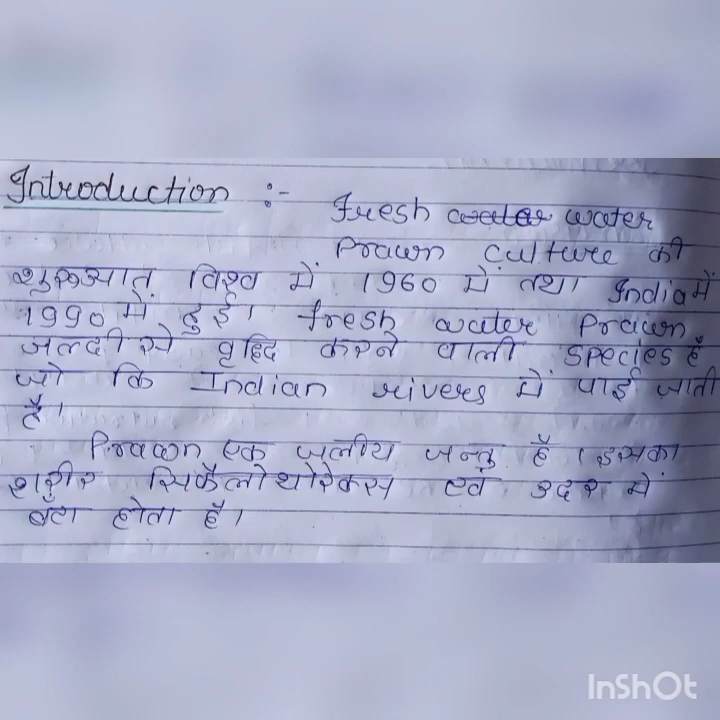 Introduction :-
Fresh water water
Prawn culture की
शुरूआत विश्व में 1960 में तथा India में
1990 में हुई। fresh water Prawn
जल्दी से वृद्दि करने वाली species है
जो कि Indian rivers में पाई जाती
है।
Prawn एक जलीय जन्तु है। इसका
शरीर सिफैलोथोरेक्स एवं उदर में
बटा होता है।
InShOt